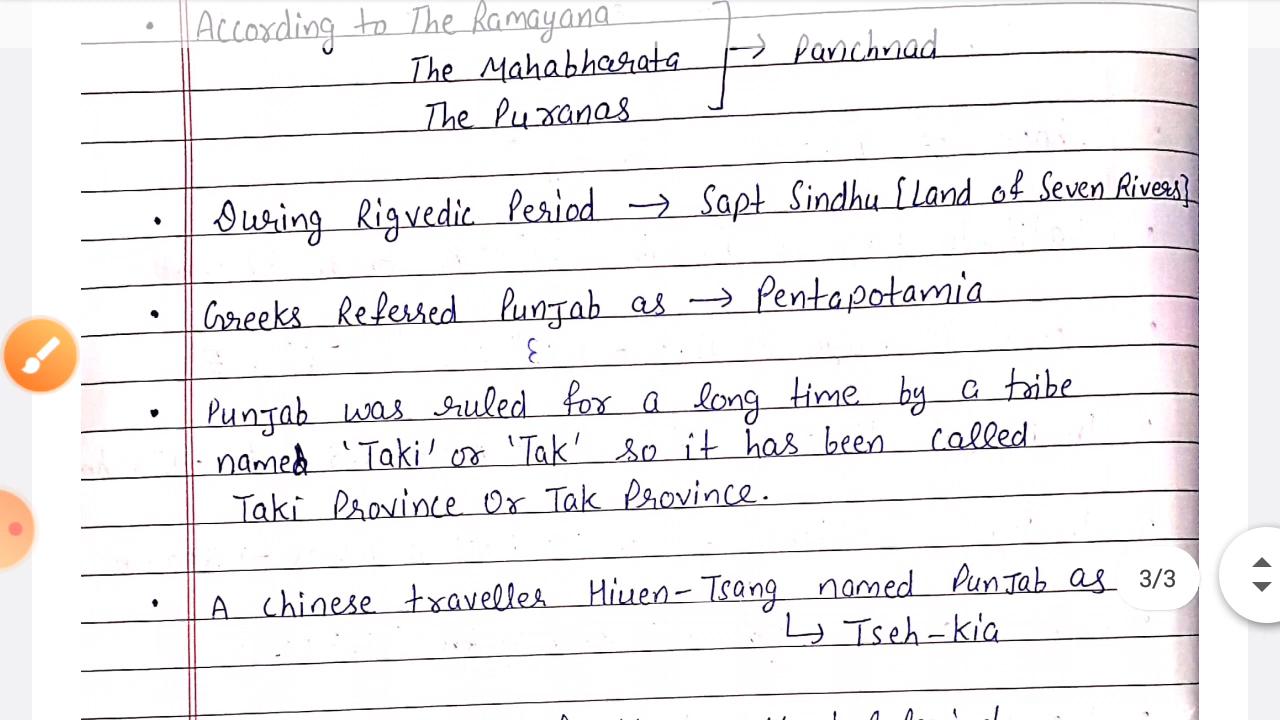 • According to The Ramayana
The Mahabharata → Panchnad
The Puranas
• During Rigvedic Period → Sapt Sindhu [Land of Seven Rivers]
• Greeks Referred Punjab as → Pentapotamia
• Punjab was ruled for a long time by a tribe
named 'Taki' or 'Tak' so it has been called
Taki Province Or Tak Province.
• A Chinese traveller Hiuen-Tsang named Punjab as
↳ Tseh-kia
3/3